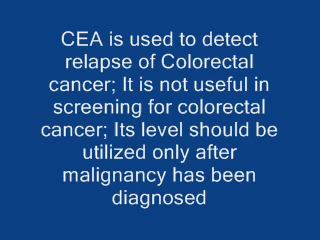 CEA is used to detect
relapse of Colorectal
cancer; It is not useful in
screening for colorectal
cancer; Its level should be
utilized only after
malignancy has been
diagnosed